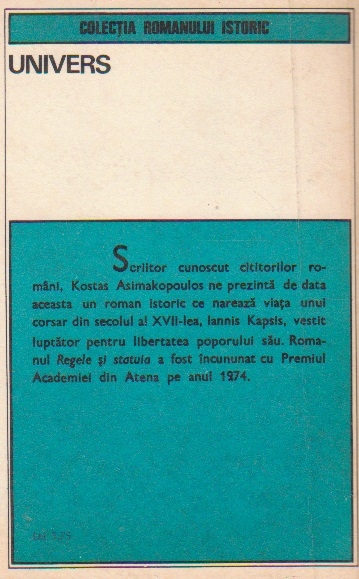 COLECȚIA ROMANULUI ISTORIC
UNIVERS
Scriitor cunoscut cititorilor ro-
mâni, Kostas Asimakopoulos ne prezintă de data
aceasta un roman istoric ce narează viața unui
corsar din secolul al XVII-lea, Iannis Kapsis, vestit
luptător pentru libertatea poporului său. Roma-
nul Regele și statuia a fost încununat cu Premiul
Academiei din Atena pe anul 1974.